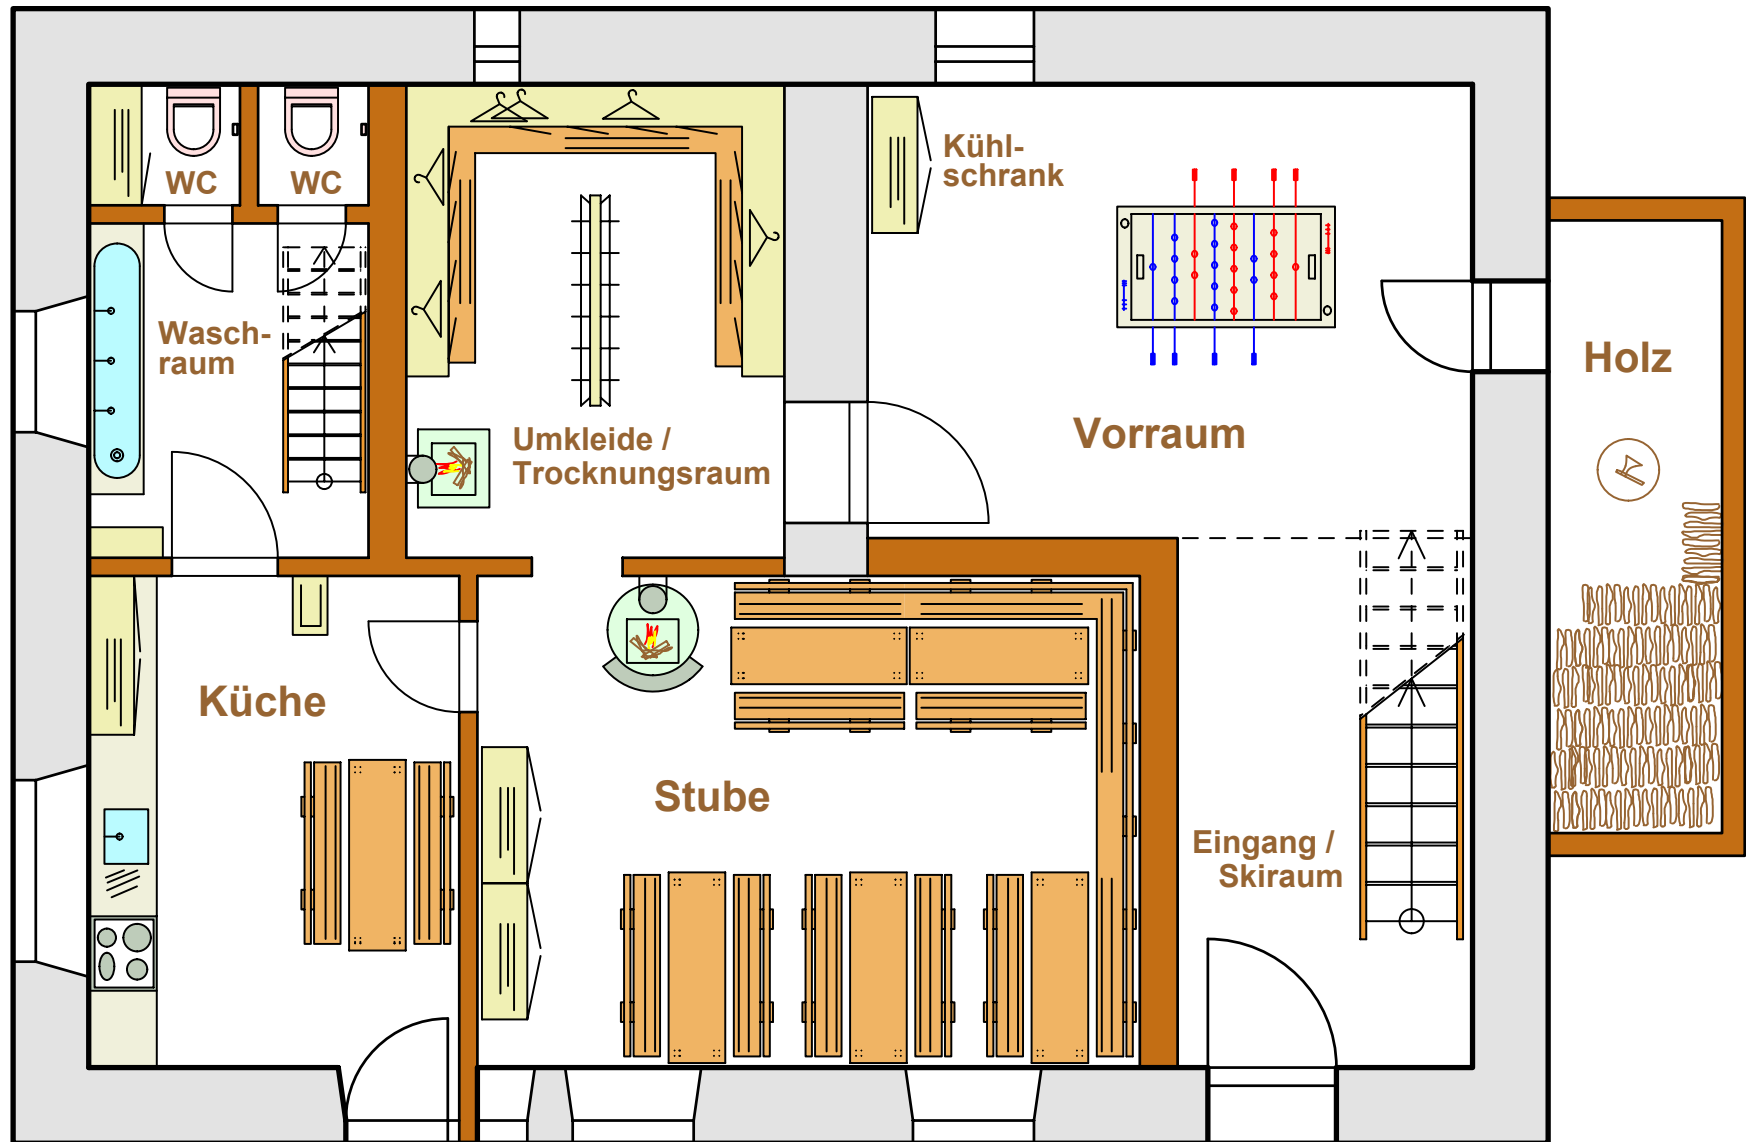 WC
WC
Kühl-
schrank
Wasch-
raum
Holz
Umkleide /
Trocknungsraum
Vorraum
Küche
Stube
Eingang /
Skiraum